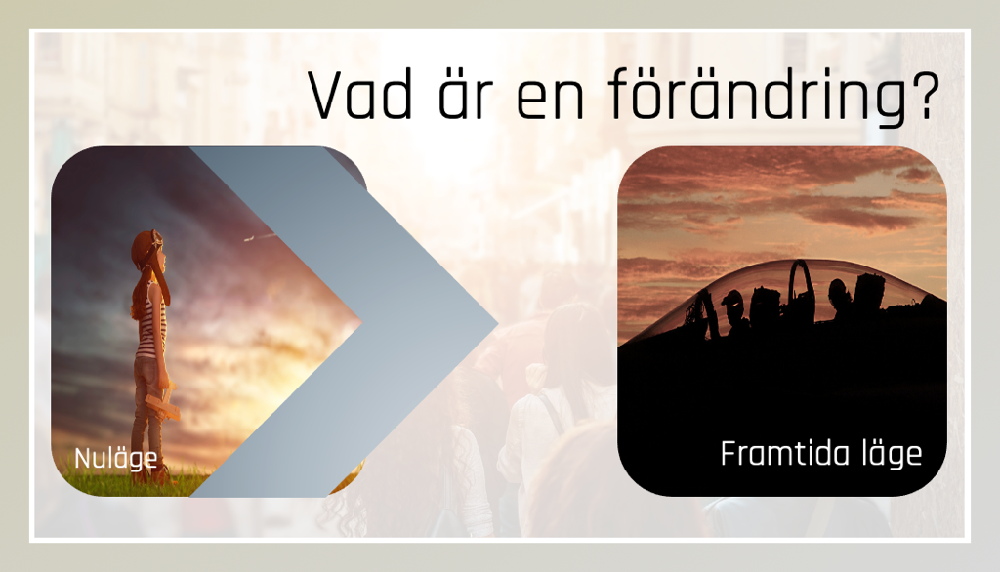 Vad är en förändring?
Nuläge
Framtida läge